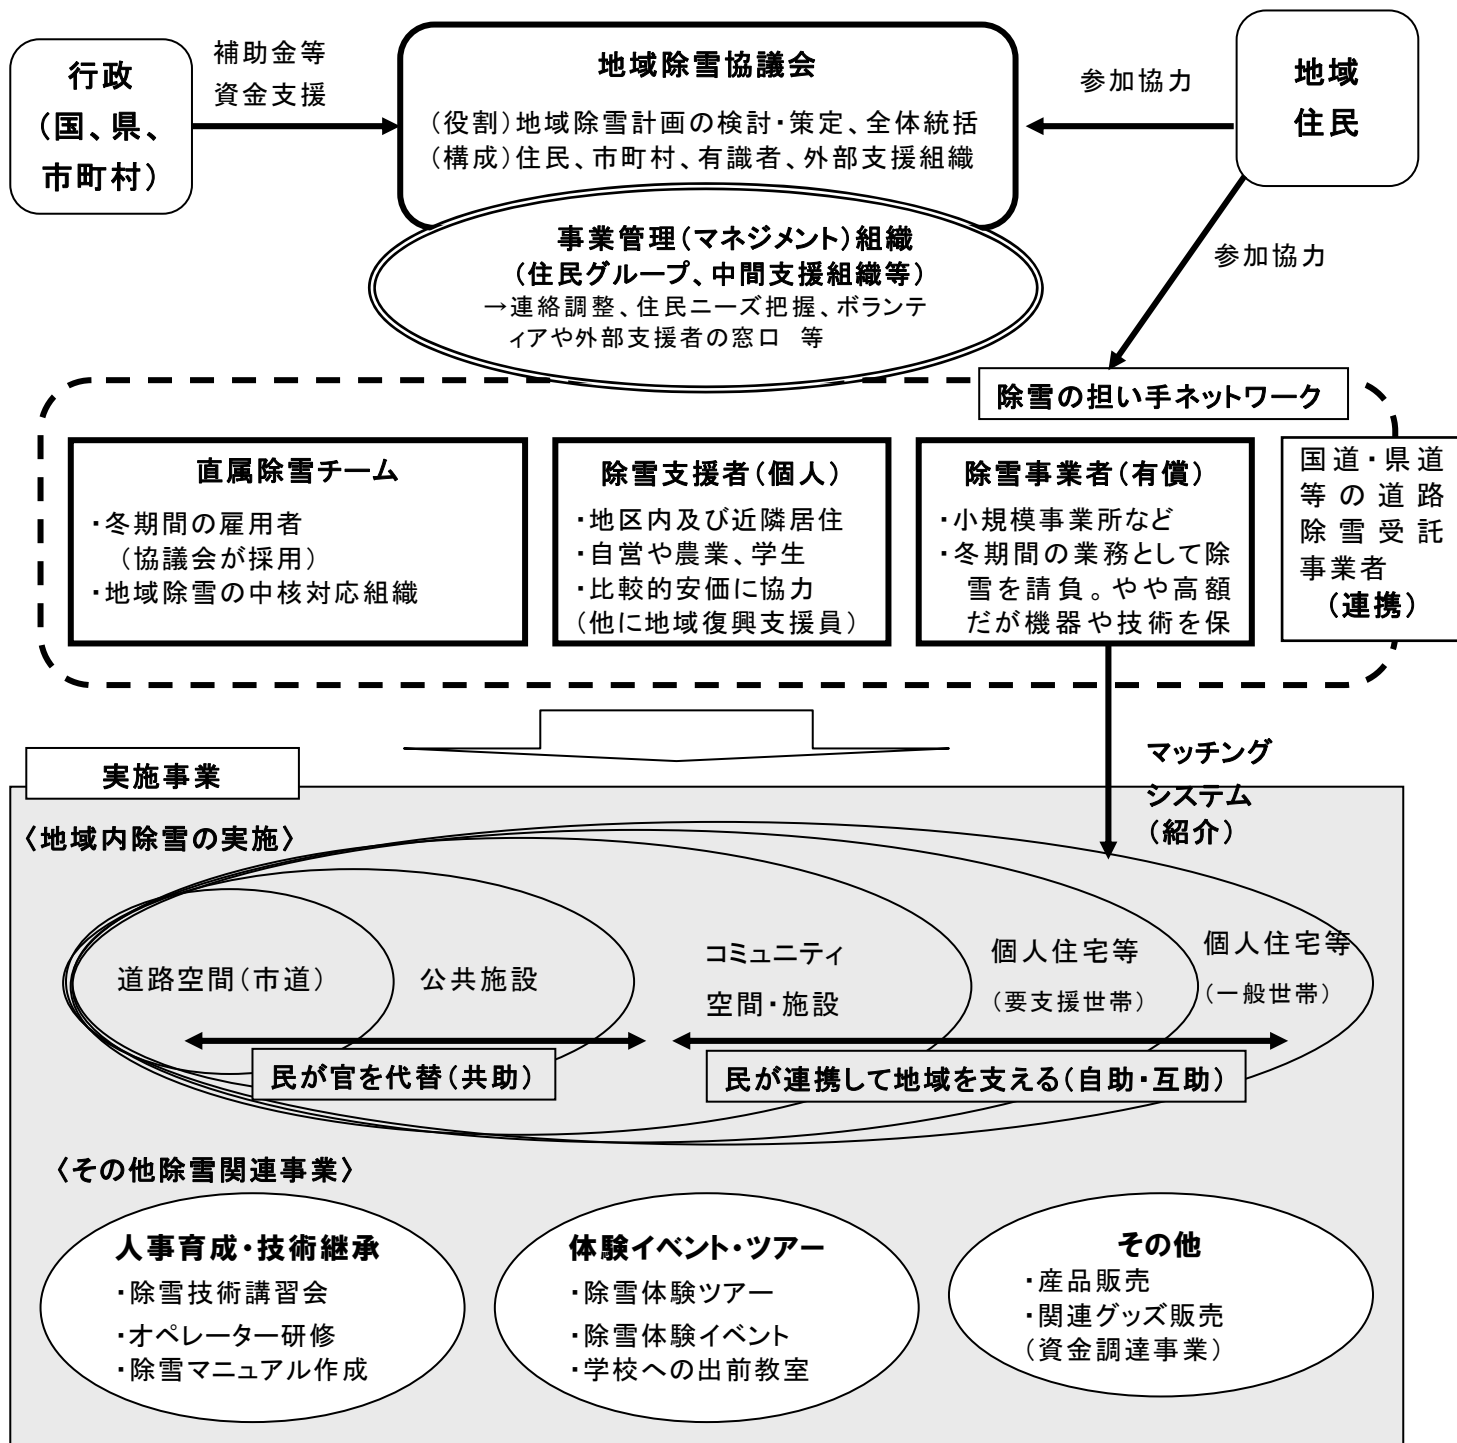 行政
（国、県、
市町村）
補助金等
資金支援
地域除雪協議会
（役割）地域除雪計画の検討・策定、全体統括
（構成）住民、市町村、有識者、外部支援組織
参加協力
地域
住民
事業管理（マネジメント）組織
（住民グループ、中間支援組織等）
→連絡調整、住民ニーズ把握、ボランテ
ィアや外部支援者の窓口　等
参加協力
除雪の担い手ネットワーク
直属除雪チーム
・冬期間の雇用者
（協議会が採用）
・地域除雪の中核対応組織
除雪支援者（個人）
・地区内及び近隣居住
・自営や農業、学生
・比較的安価に協力
（他に地域復興支援員）
除雪事業者（有償）
・小規模事業所など
・冬期間の業務として除
雪を請負。やや高額
だが機器や技術を保
国道・県道
等の道路
除雪受託
事業者
（連携）
マッチング
システム
（紹介）
実施事業
〈地域内除雪の実施〉
道路空間（市道）
公共施設
コミュニティ
空間・施設
個人住宅等
（要支援世帯）
個人住宅等
（一般世帯）
民が官を代替（共助）
民が連携して地域を支える（自助・互助）
〈その他除雪関連事業〉
人事育成・技術継承
・除雪技術講習会
・オペレーター研修
・除雪マニュアル作成
体験イベント・ツアー
・除雪体験ツアー
・除雪体験イベント
・学校への出前教室
その他
・産品販売
・関連グッズ販売
（資金調達事業）